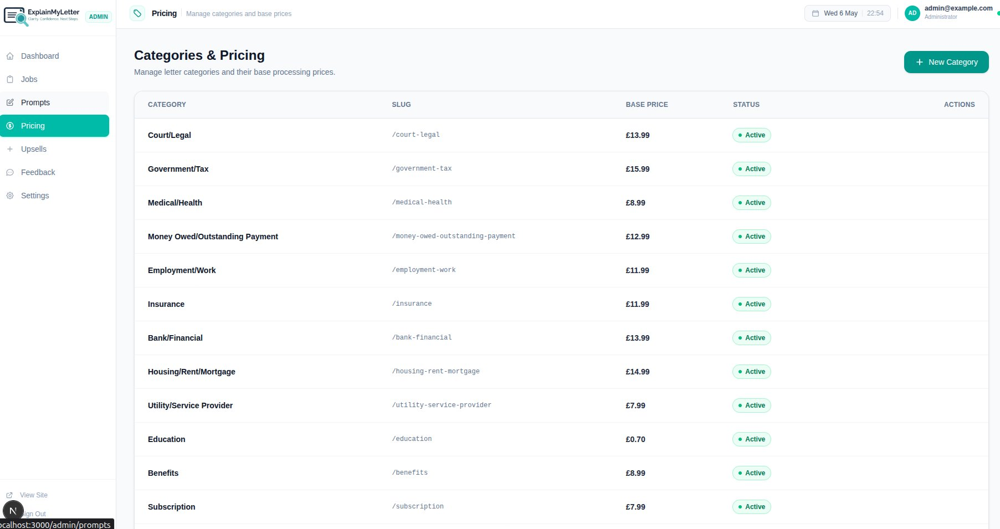 ExplainMyLetter
Clarity. Confidence. Next Steps.
ADMIN
Dashboard
Jobs
Prompts
Pricing
Upsells
Feedback
Settings
View Site
ign Out
N
ocalhost:3000/admin/prompts
Pricing
Manage categories and base prices
Wed 6 May
22:54
AD
admin@example.com
Administrator
Categories & Pricing
Manage letter categories and their base processing prices.
+ New Category
CATEGORY SLUG BASE PRICE STATUS ACTIONS
Court/Legal /court-legal £13.99 Active
Government/Tax /government-tax £15.99 Active
Medical/Health /medical-health £8.99 Active
Money Owed/Outstanding Payment /money-owed-outstanding-payment £12.99 Active
Employment/Work /employment-work £11.99 Active
Insurance /insurance £11.99 Active
Bank/Financial /bank-financial £13.99 Active
Housing/Rent/Mortgage /housing-rent-mortgage £14.99 Active
Utility/Service Provider /utility-service-provider £7.99 Active
Education /education £0.70 Active
Benefits /benefits £8.99 Active
Subscription /subscription £7.99 Active